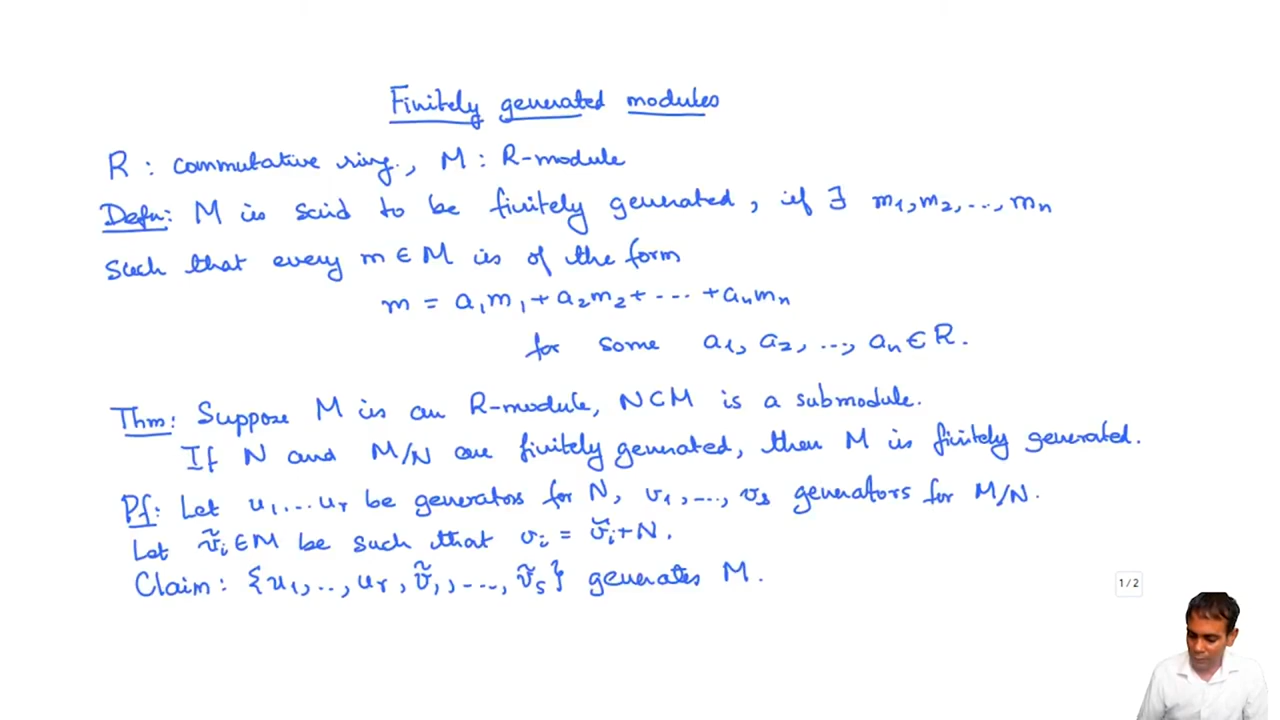 Finitely generated modules
R : commutative ring., M : R-module
Defn: M is said to be finitely generated, if ∃ m₁, m₂, ..., mₙ
such that every m ∈ M is of the form
m = a₁m₁ + a₂m₂ + ··· + aₙmₙ
for some a₁, a₂, ..., aₙ ∈ R.
Thm: Suppose M is an R-module, N ⊂ M is a submodule.
If N and M/N are finitely generated, then M is finitely generated.
Pf: Let u₁, ... uᵣ be generators for N, v₁, ..., vₛ generators for M/N.
Let ṽᵢ ∈ M be such that vᵢ = ṽᵢ + N.
Claim: {u₁, .., uᵣ, ṽ₁, ..., ṽₛ} generates M.
1 / 2